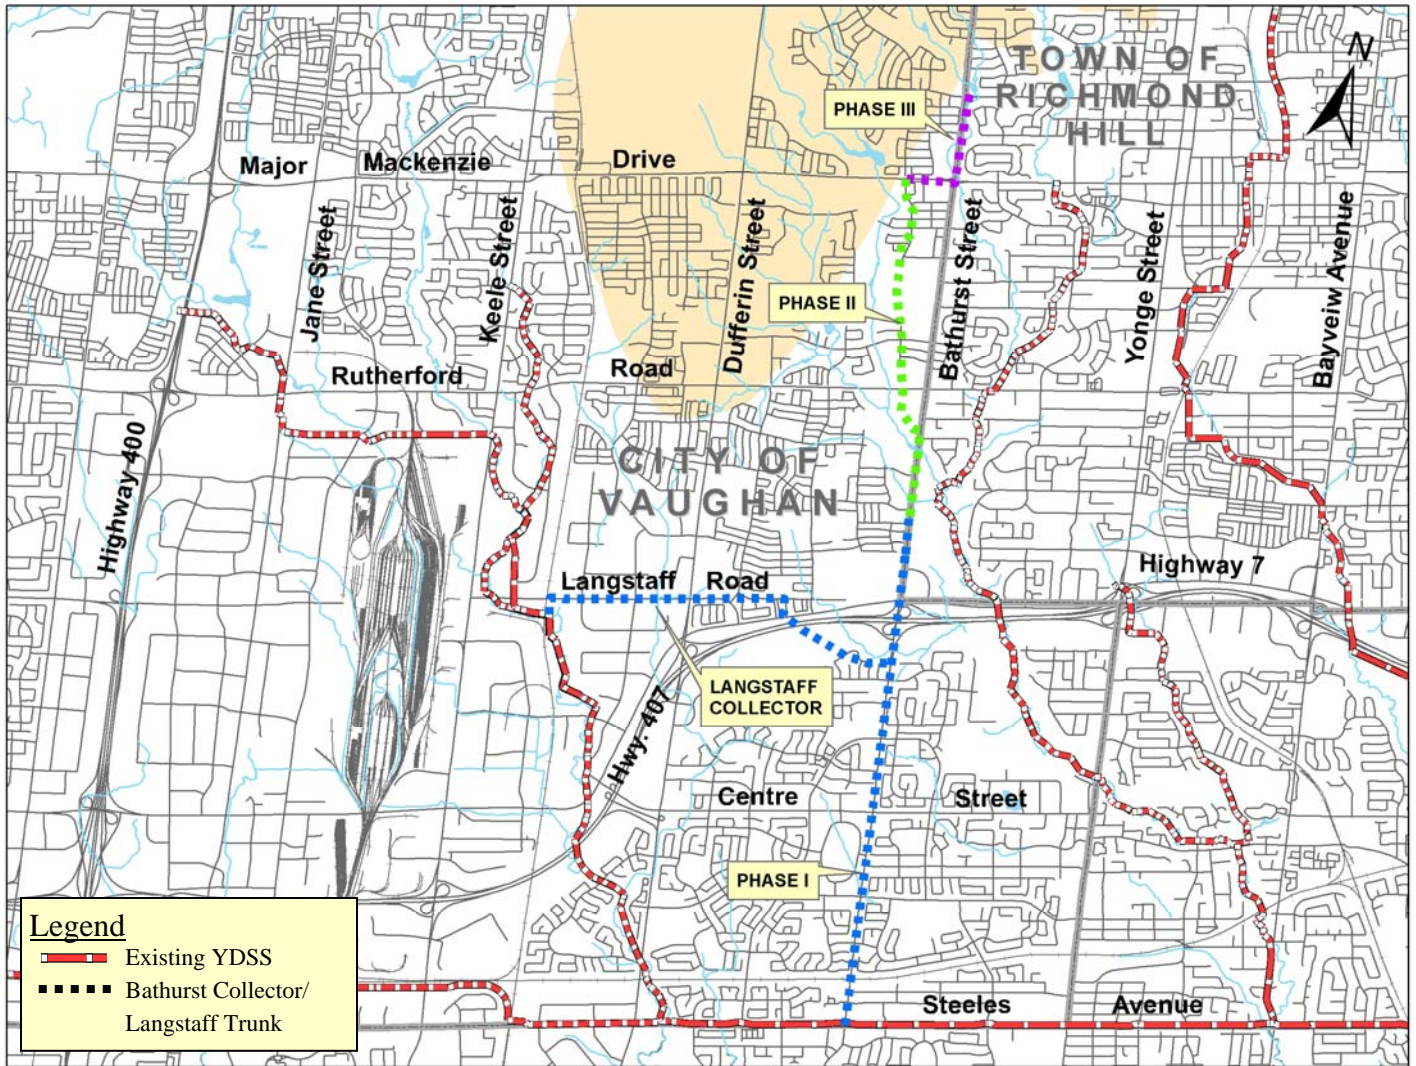 TOWN OF
RICHMOND
HILL
N
PHASE III
Major
Mackenzie
Drive
Jane Street
Keele Street
Dufferin Street
Bathurst Street
Yonge Street
Bayveiw Avenue
PHASE II
Rutherford
Road
Highway 400
CITY OF
VAUGHAN
Langstaff
Road
Highway 7
LANGSTAFF
COLLECTOR
Hwy. 407
Centre
Street
PHASE I
Steeles
Avenue
Legend
Existing YDSS
Bathurst Collector/
Langstaff Trunk